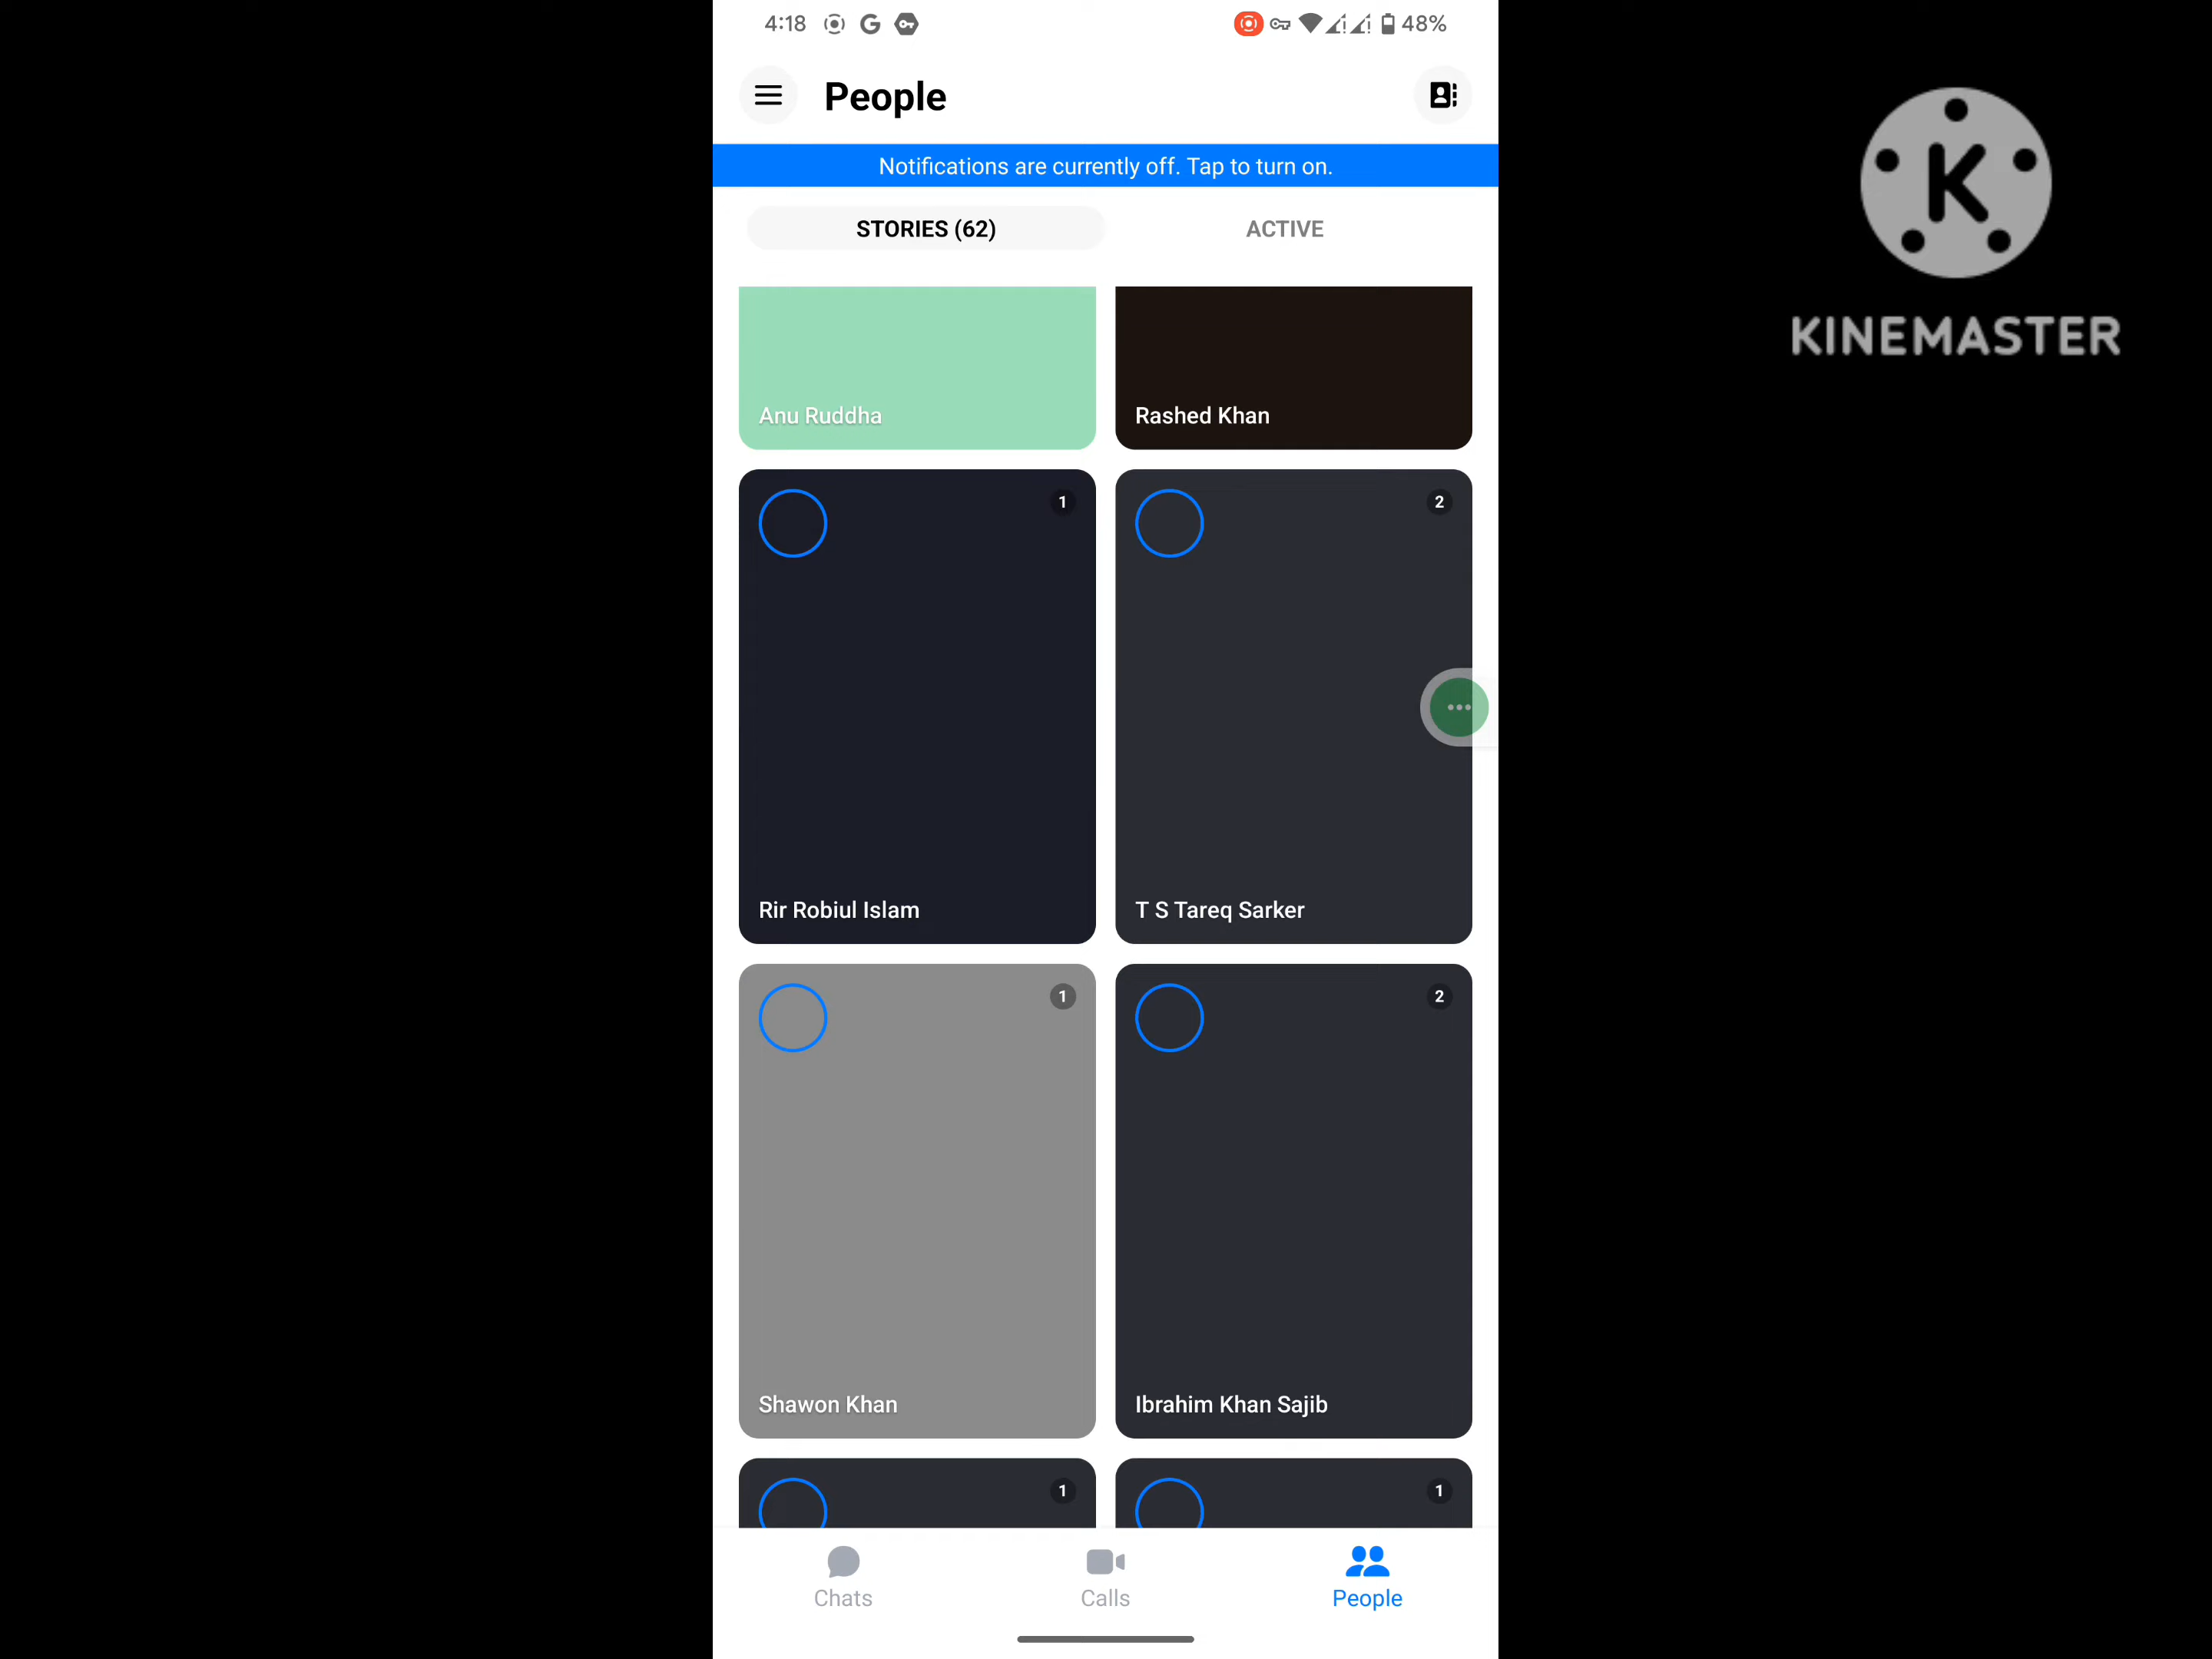 4:18
48%
People
Notifications are currently off. Tap to turn on.
STORIES (62)
ACTIVE
Anu Ruddha
Rashed Khan
1
2
Rir Robiul Islam
T S Tareq Sarker
1
2
Shawon Khan
Ibrahim Khan Sajib
1
1
Chats
Calls
People
K
KINEMASTER